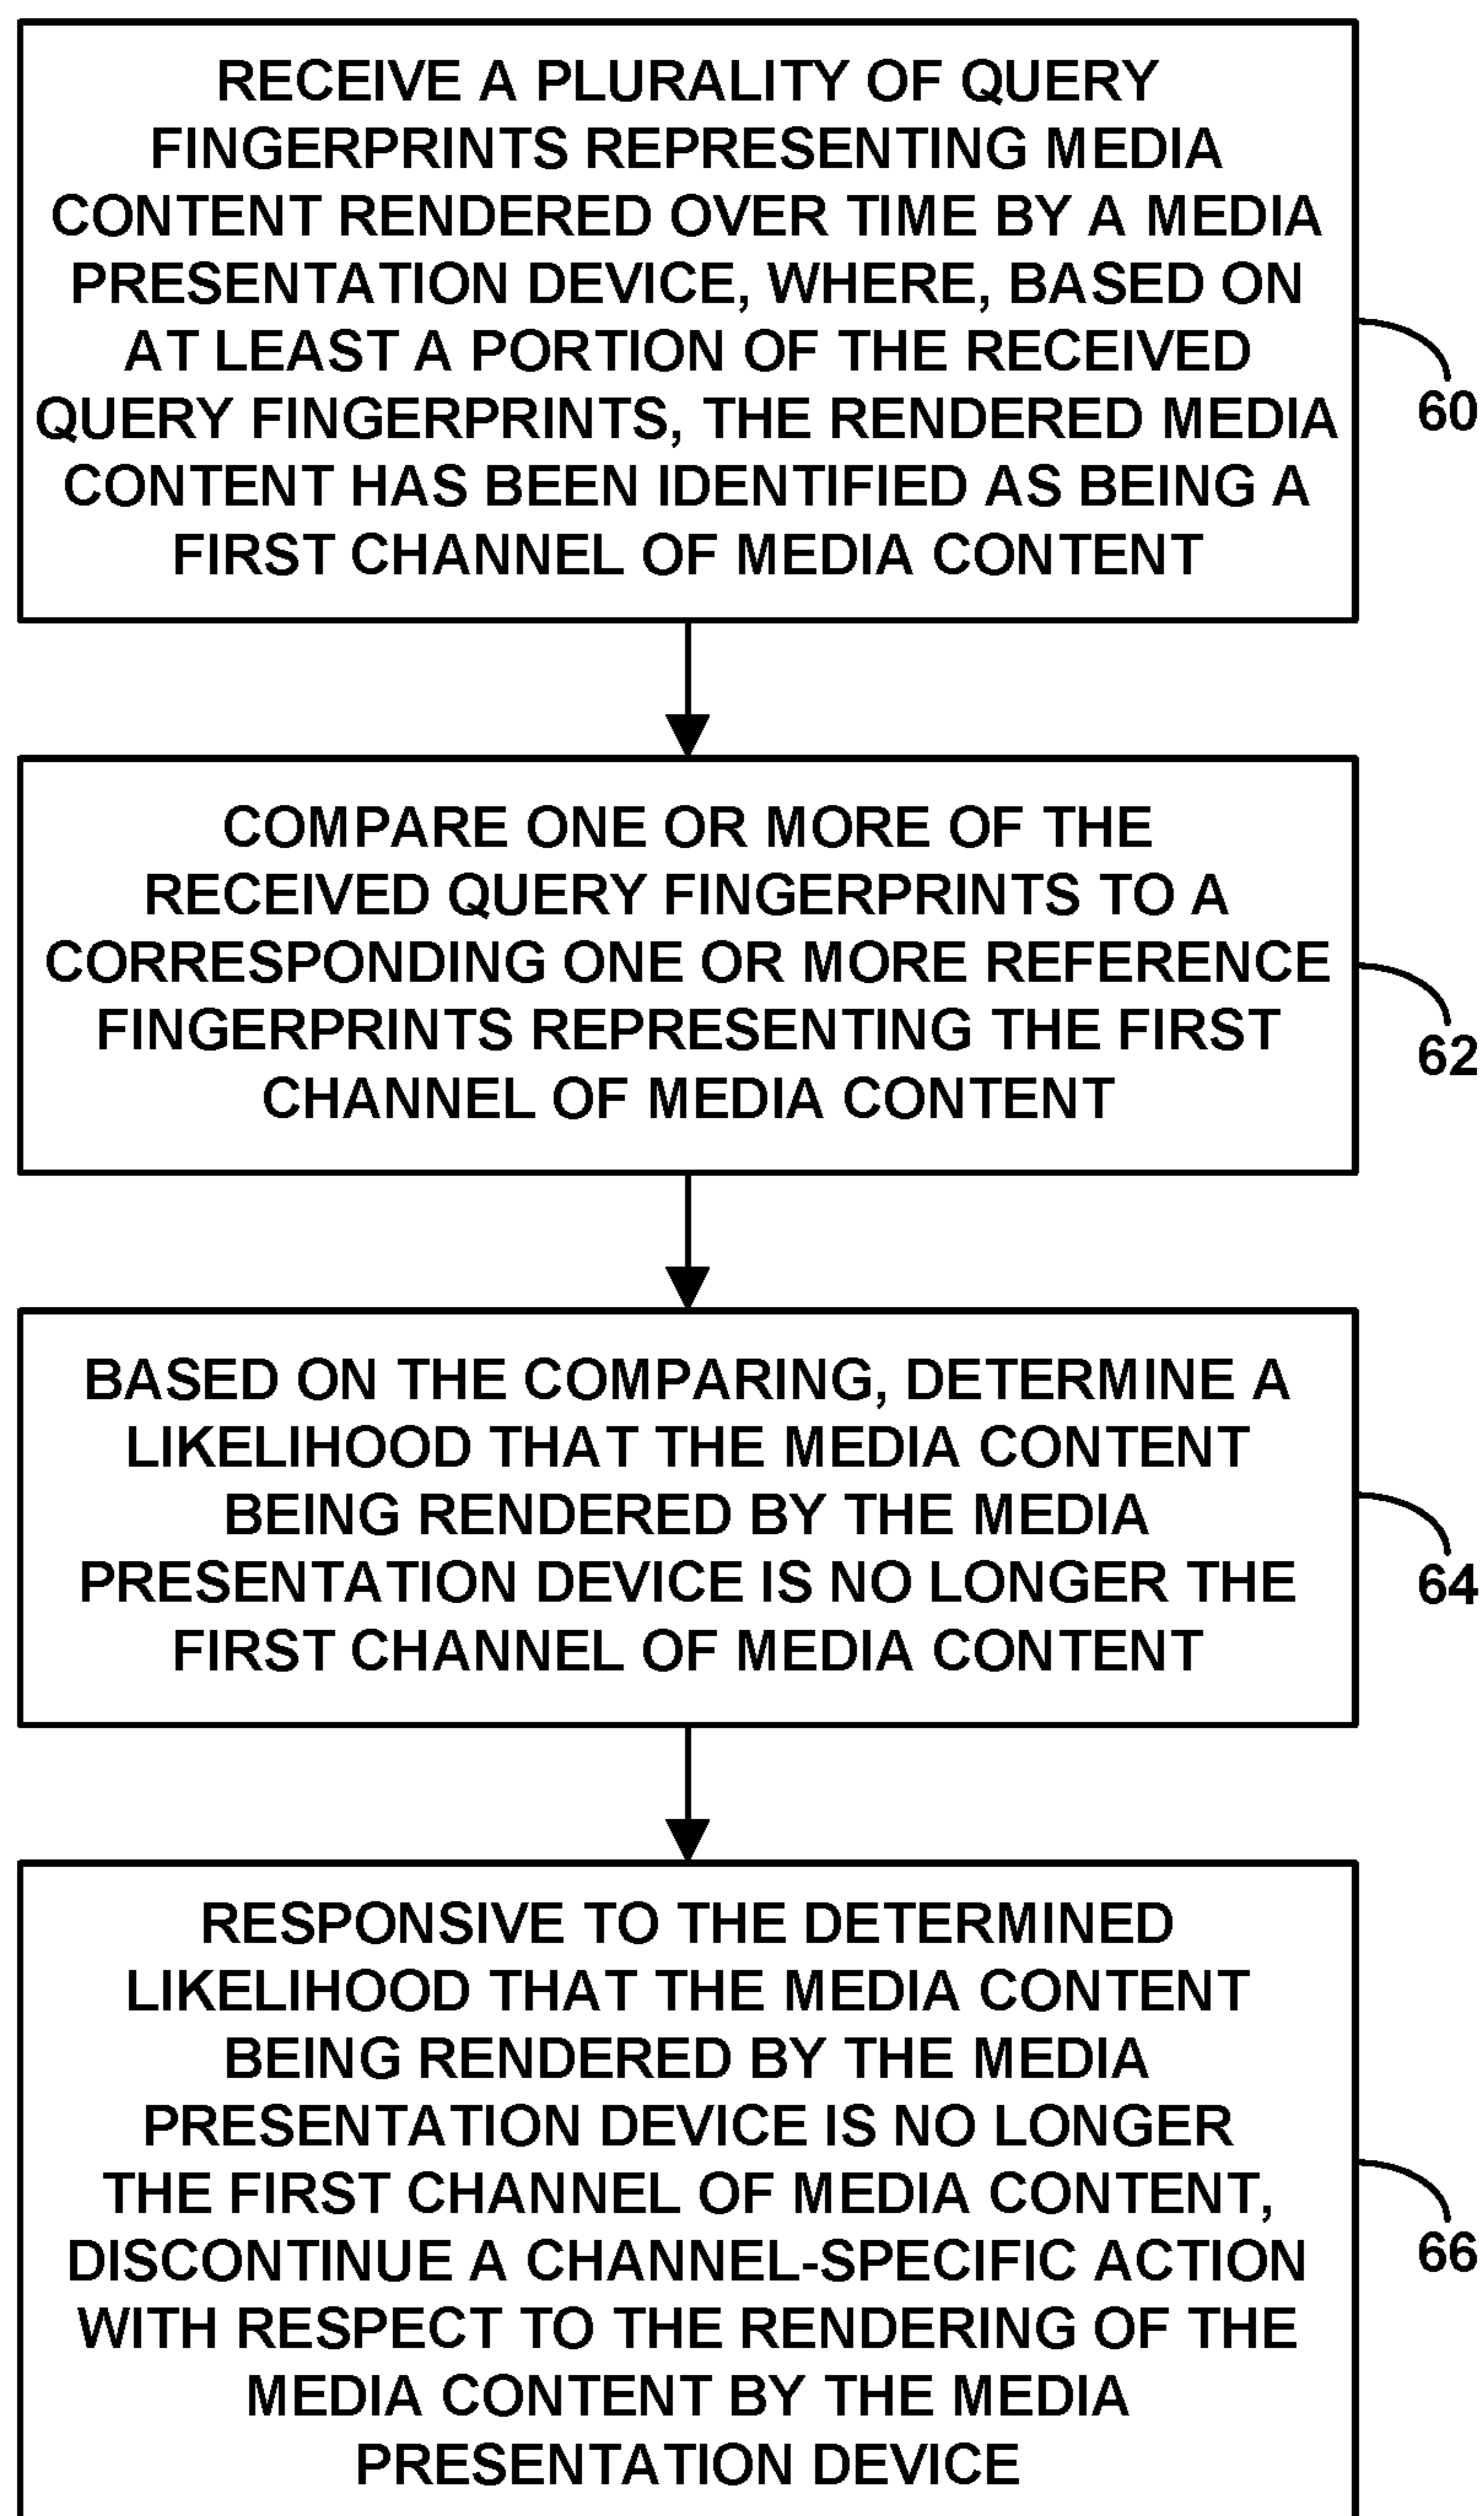 RECEIVE A PLURALITY OF QUERY
FINGERPRINTS REPRESENTING MEDIA
CONTENT RENDERED OVER TIME BY A MEDIA
PRESENTATION DEVICE, WHERE, BASED ON
AT LEAST A PORTION OF THE RECEIVED
QUERY FINGERPRINTS, THE RENDERED MEDIA
CONTENT HAS BEEN IDENTIFIED AS BEING A
FIRST CHANNEL OF MEDIA CONTENT
60
COMPARE ONE OR MORE OF THE
RECEIVED QUERY FINGERPRINTS TO A
CORRESPONDING ONE OR MORE REFERENCE
FINGERPRINTS REPRESENTING THE FIRST
CHANNEL OF MEDIA CONTENT
62
BASED ON THE COMPARING, DETERMINE A
LIKELIHOOD THAT THE MEDIA CONTENT
BEING RENDERED BY THE MEDIA
PRESENTATION DEVICE IS NO LONGER THE
FIRST CHANNEL OF MEDIA CONTENT
64
RESPONSIVE TO THE DETERMINED
LIKELIHOOD THAT THE MEDIA CONTENT
BEING RENDERED BY THE MEDIA
PRESENTATION DEVICE IS NO LONGER
THE FIRST CHANNEL OF MEDIA CONTENT,
DISCONTINUE A CHANNEL-SPECIFIC ACTION
WITH RESPECT TO THE RENDERING OF THE
MEDIA CONTENT BY THE MEDIA
PRESENTATION DEVICE
66